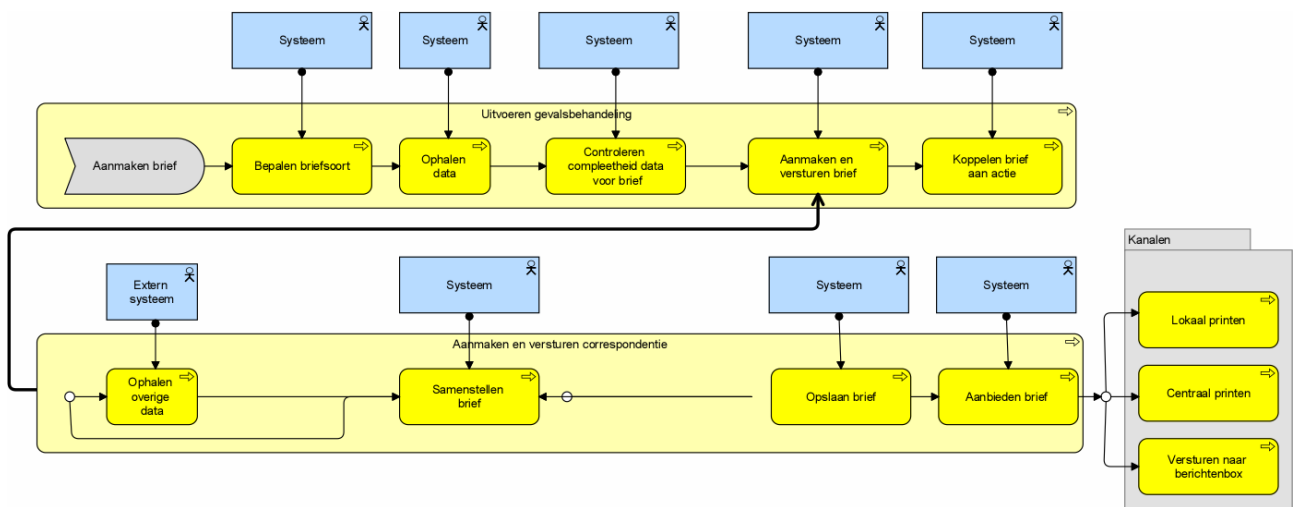 Systeem
Systeem
Systeem
Systeem
Systeem
Uitvoeren gevalsbehandeling
Aanmaken brief
Bepalen briefsoort
Ophalen
data
Controleren
compleetheid data
voor brief
Aanmaken en
versturen brief
Koppelen brief
aan actie
Kanalen
Extern
systeem
Systeem
Systeem
Systeem
Aanmaken en versturen correspondentie
Ophalen
overige
data
Samenstellen
brief
Opslaan brief
Aanbieden brief
Lokaal printen
Centraal printen
Versturen naar
berichtenbox